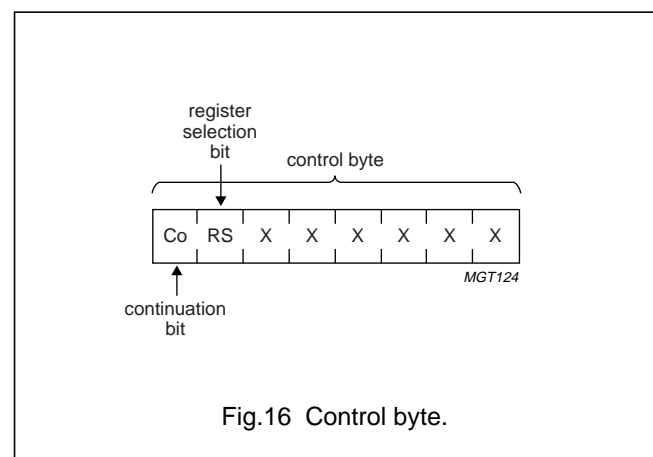 register
selection
bit
control byte
Co RS X X X X X X
MGT124
continuation
bit
Fig.16 Control byte.